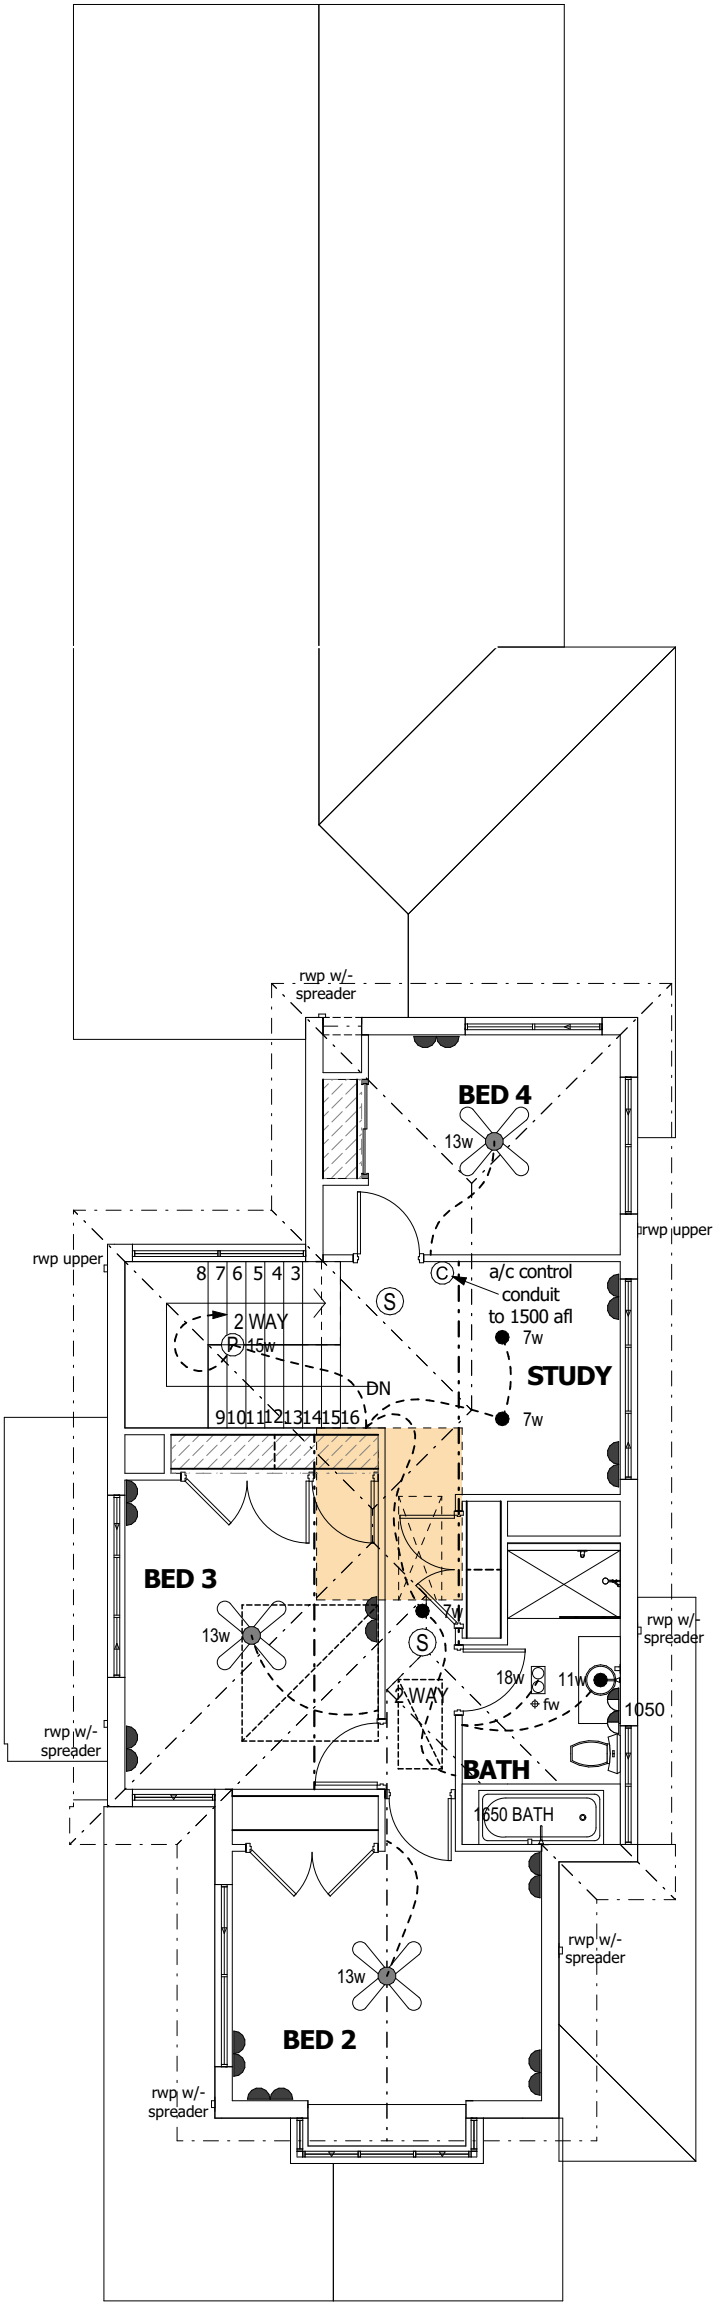 rwp w/-
spreader
BED 4
13w
rwp upper
rwp upper
8 7 6 5 4 3
C
a/c control
conduit
to 1500 afl
S
2 WAY
P 15w
7w
STUDY
DN
7w
9 10 11 12 13 14 15 16
BED 3
7w
13w
S
rwp w/-
spreader
18w
11w
2 WAY
fw
1050
rwp w/-
spreader
BATH
1650 BATH
rwp w/-
spreader
13w
BED 2
rwp w/-
spreader